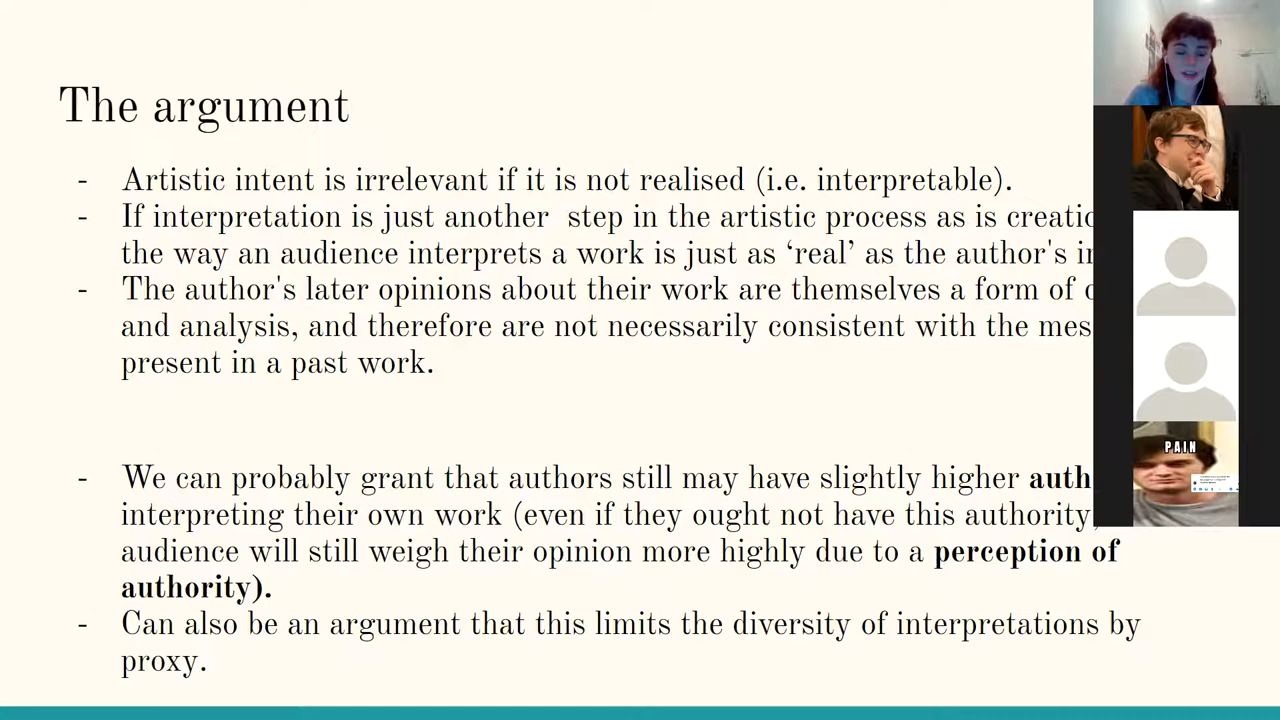 The argument
- Artistic intent is irrelevant if it is not realised (i.e. interpretable).
- If interpretation is just another  step in the artistic process as is
the way an audience interprets a work is just as ‘real’ as the author's
- The author's later opinions about their work are themselves a form of
and analysis, and therefore are not necessarily consistent with the
present in a past work.
- We can probably grant that authors still may have slightly higher
interpreting their own work (even if they ought not have this authority,
audience will still weigh their opinion more highly due to a perception of
authority).
- Can also be an argument that this limits the diversity of interpretations by
proxy.
PAIN